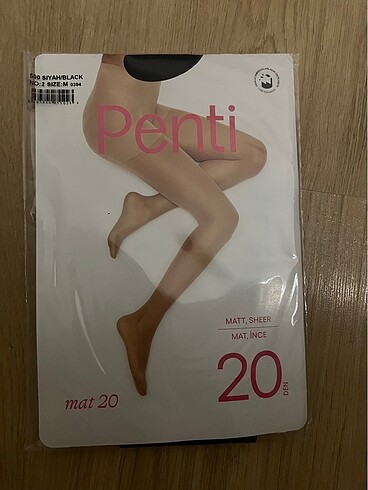 500 SIYAH/BLACK
NO: 2 SIZE:M 0394
Penti
MATT, SHEER
MAT, İNCE
20
DEN
mat 20